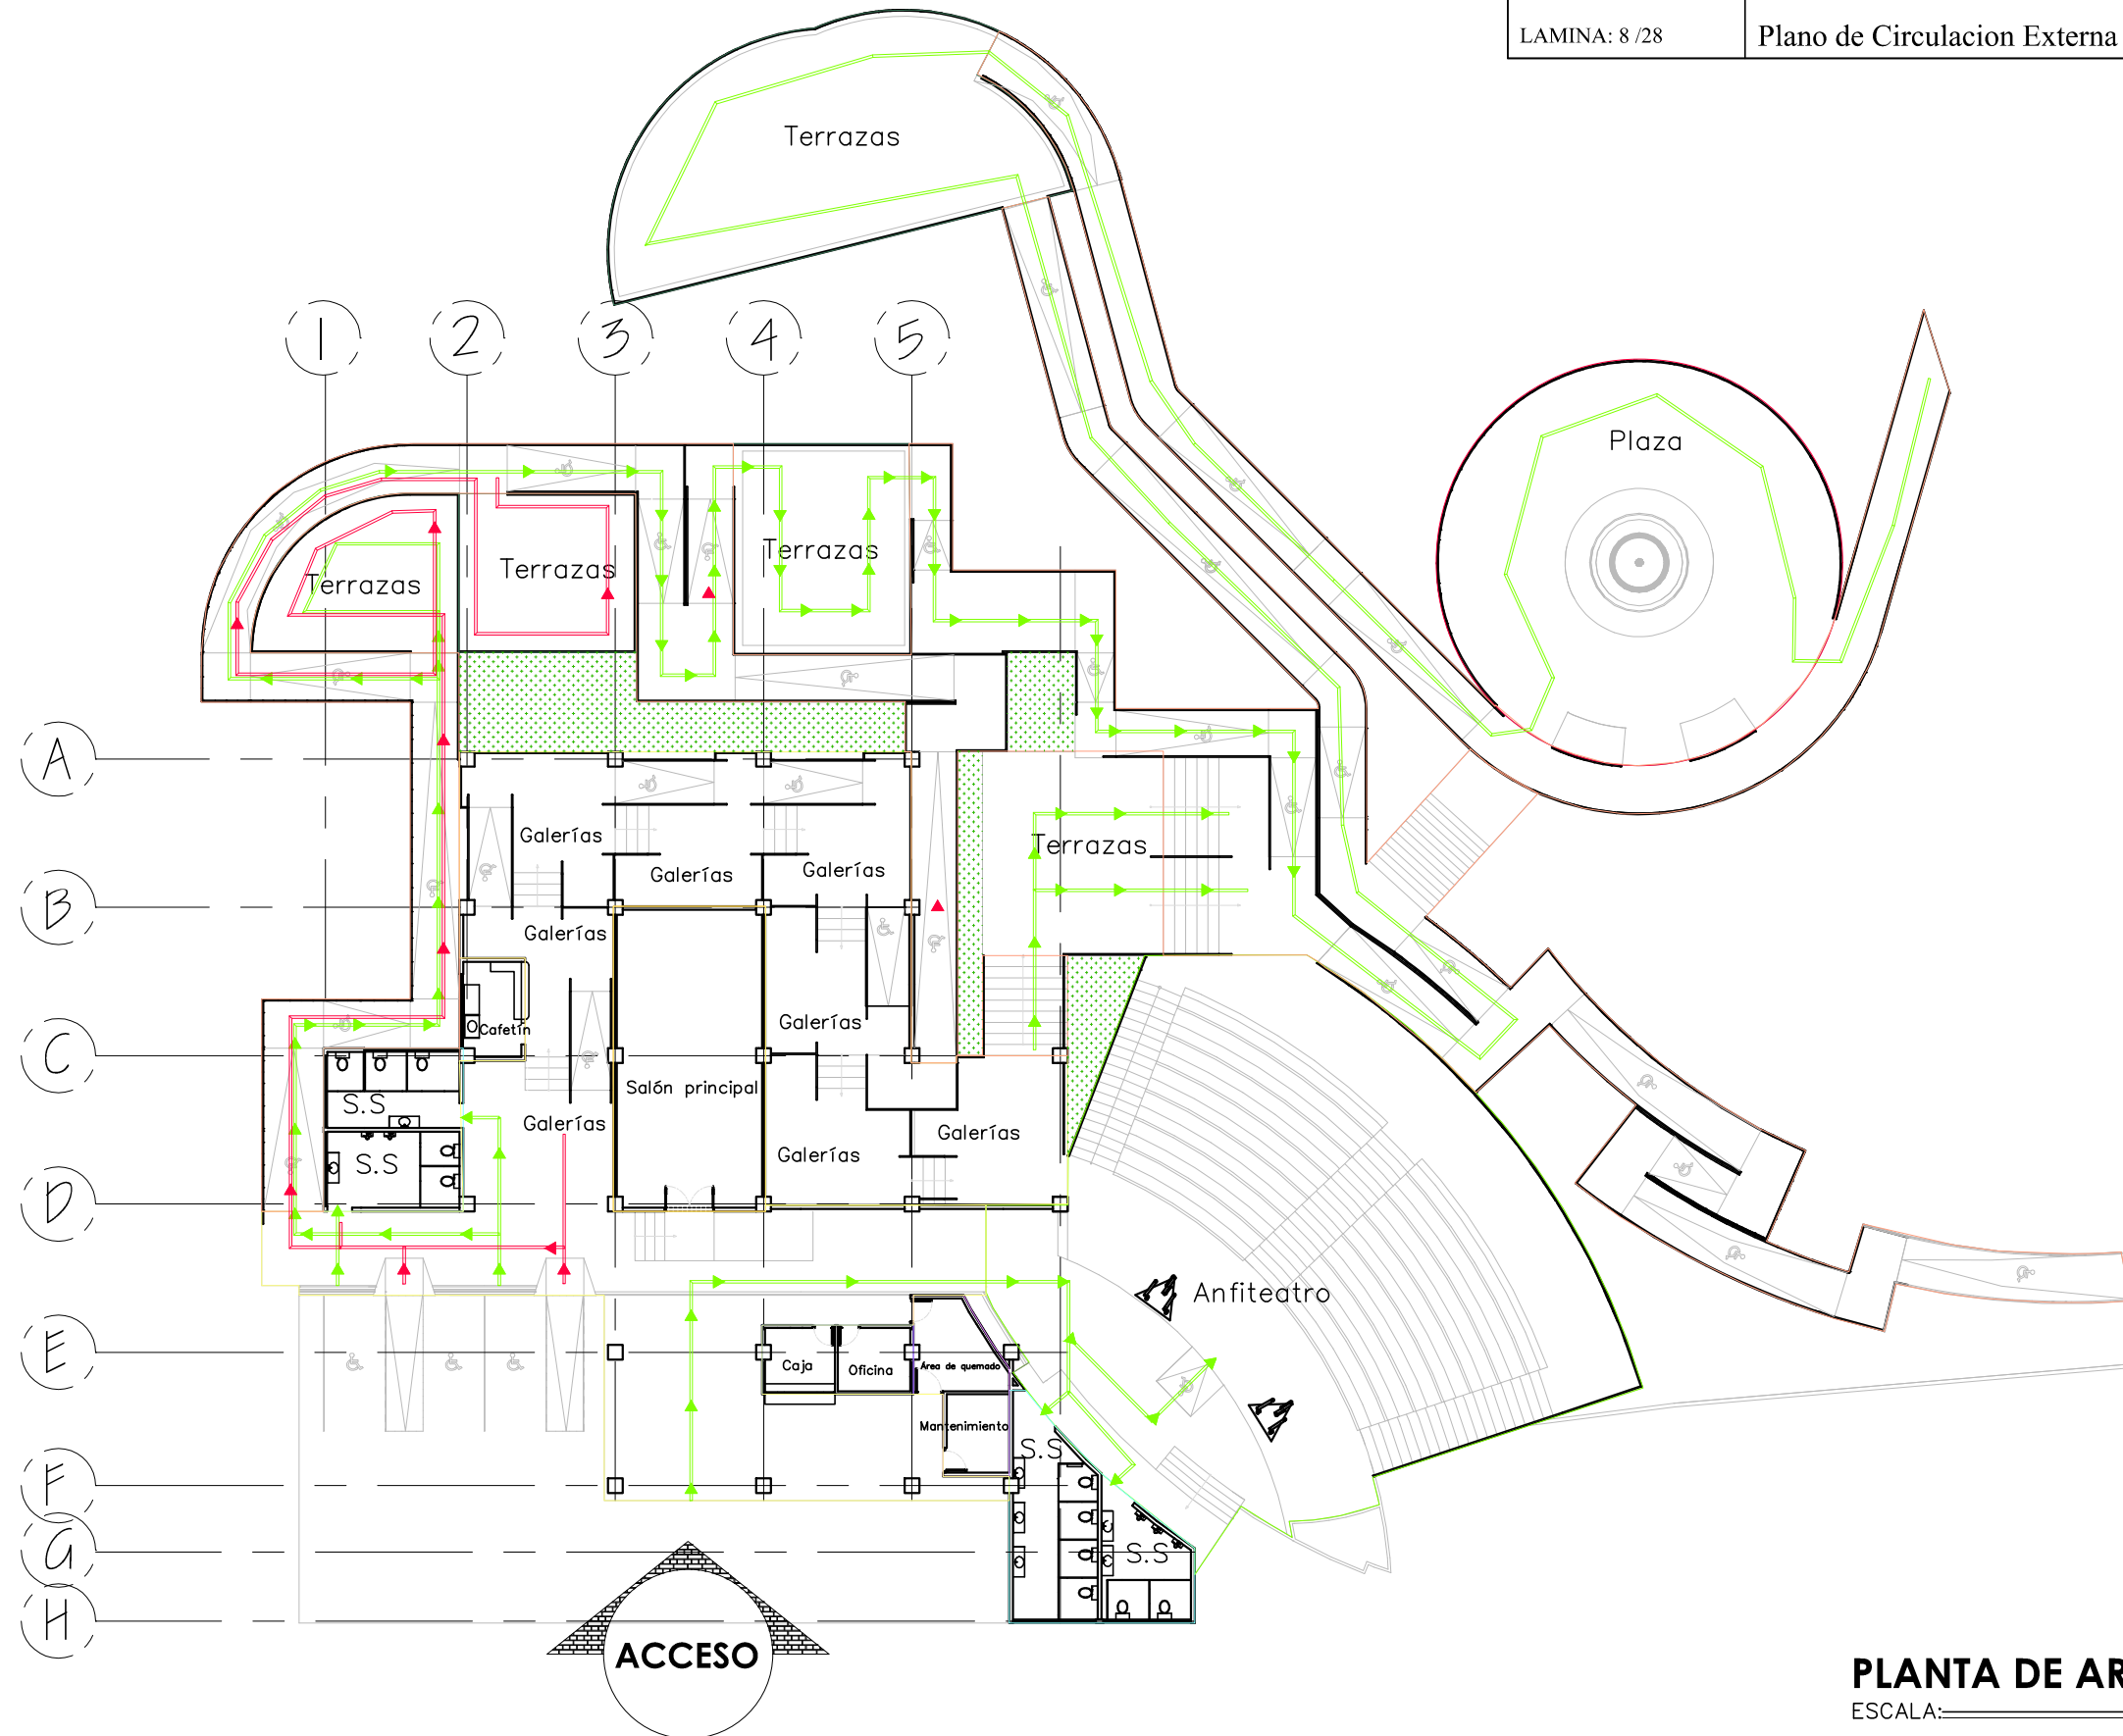 LAMINA: 8 /28
Plano de Circulacion Externa
Terrazas
1
2
3
4
5
Plaza
Terrazas
Terrazas
Terrazas
A
Galerías
Galerías
Galerías
Terrazas
B
Galerías
Cafetín
Galerías
C
Salón principal
S.S
Galerías
Galerías
S.S
Galerías
D
Anfiteatro
E
Caja
Oficina
Area de quemado
Mantenimiento
S.S
F
G
S.S
H
ACCESO
PLANTA DE AR
ESCALA: